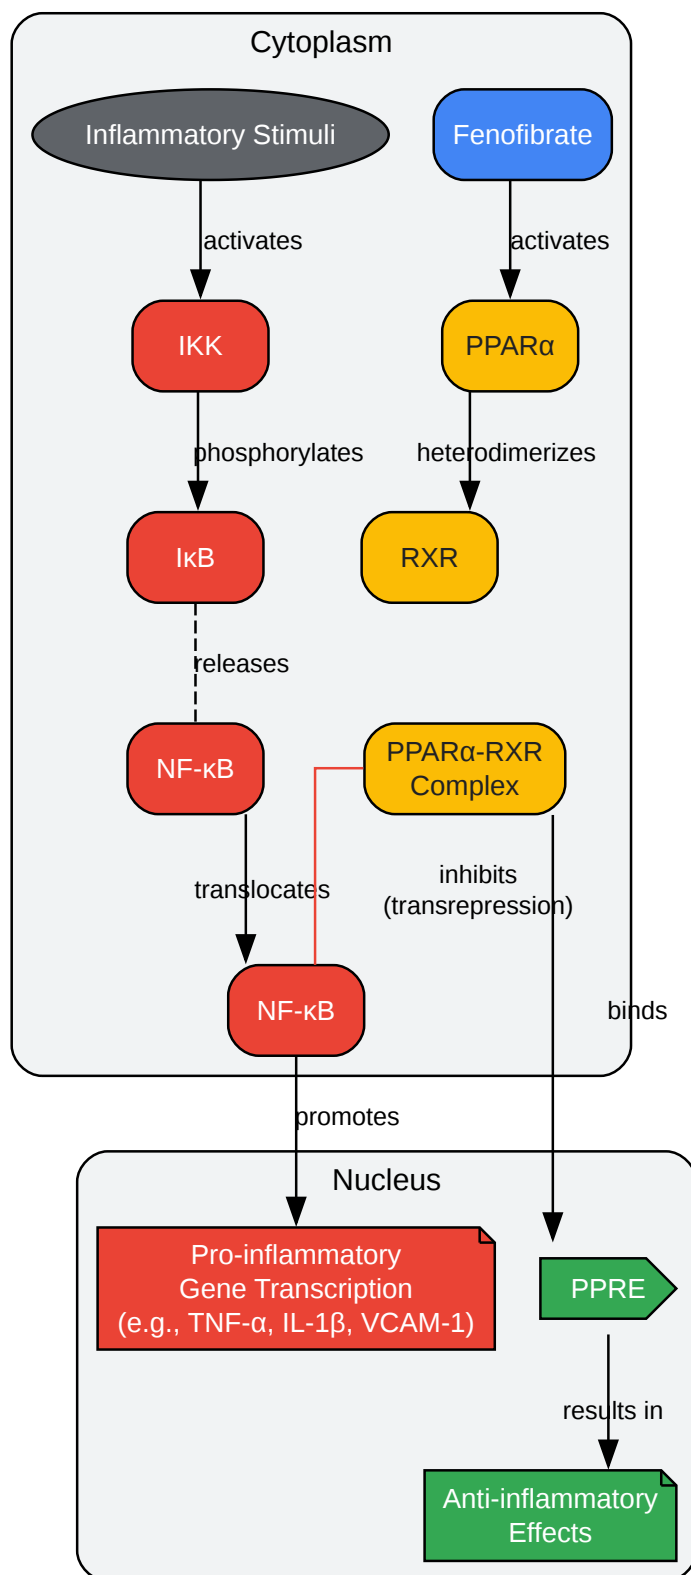 Cytoplasm
Inflammatory Stimuli
Fenofibrate
activates
activates
IKK
PPARα
phosphorylates
heterodimerizes
IκB
RXR
releases
NF-κB
PPARα-RXR
Complex
translocates
inhibits
(transrepression)
NF-κB
binds
promotes
Nucleus
Pro-inflammatory
Gene Transcription
(e.g., TNF-α, IL-1β, VCAM-1)
PPRE
results in
Anti-inflammatory
Effects